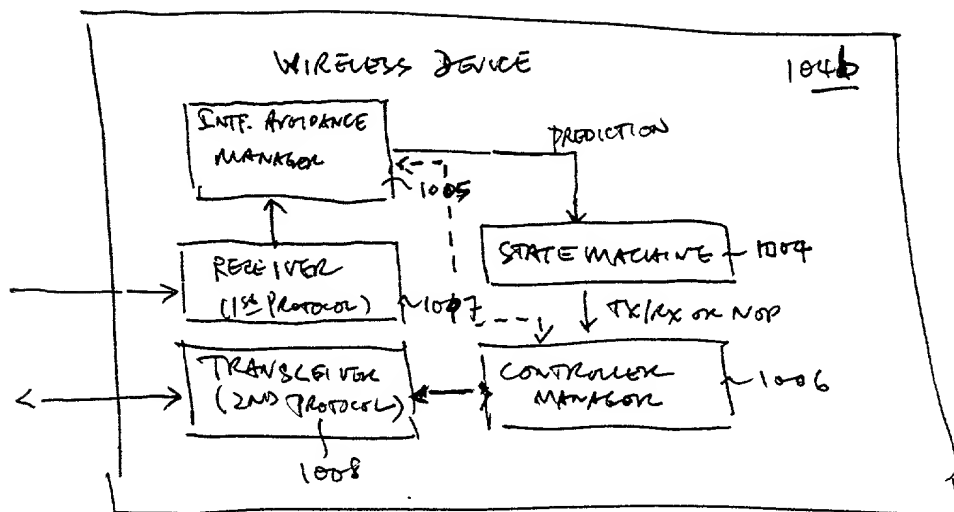 WIRELESS DEVICE
104b
INTF. AVOIDANCE
MANAGER
1005
PREDICTION
STATE MACHINE
1004
RECEIVER
(1st PROTOCOL)
1007
TX/RX OR NOP
TRANSCEIVER
(2ND PROTOCOL)
1008
CONTROLLER
MANAGER
1006